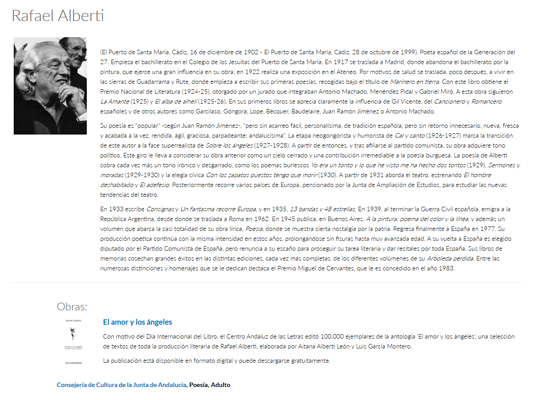 Rafael Alberti
(El Puerto de Santa María, Cádiz, 16 de diciembre de 1902 - El Puerto de Santa María, Cádiz, 28 de octubre de 1999). Poeta español de la Generación del
27. Empieza el bachillerato en el Colegio de los Jesuitas del Puerto de Santa María. En 1917 se traslada a Madrid, donde abandona el bachillerato por la
pintura, que ejerce una gran influencia en su obra; en 1922 realiza una exposición en el Ateneo. Por motivos de salud se traslada, poco después, a vivir en
las sierras de Guadarrama y Rute, donde empieza a escribir sus primeras poesías, recogidas bajo el título de Marinero en tierra. Con este libro obtiene el
Premio Nacional de Literatura (1924-25), otorgado por un jurado que integraban Antonio Machado, Menéndez Pidal y Gabriel Miró. A esta obra siguieron
La Amante (1925) y El alba de alhelí (1925-26). En sus primeros libros se aprecia claramente la influencia de Gil Vicente, del Cancionero y Romancero
españoles y de otros autores como Garcilaso, Góngora, Lope, Bécquer, Baudelaire, Juan Ramón Jiménez o Antonio Machado.
Su poesía es "popular" -según Juan Ramón Jiménez-, "pero sin acarreo fácil, personalísima, de tradición española, pero sin retorno innecesario, nueva, fresca
y acabada a la vez, rendida, ágil, graciosa, parpadeante: andalucísima". La etapa neogongorista y humorista de Cal y canto (1926-1927) marca la transición
de este autor a la fase superrealista de Sobre los ángeles (1927-1928). A partir de entonces, y tras afiliarse al partido comunista, su obra adquiere tono
político. Este giro le lleva a considerar su obra anterior como un cielo cerrado y una contribución irremediable a la poesía burguesa. La poesía de Alberti
cobra cada vez más un tono irónico y desgarrado, como los poemas burlescos Yo era un tonto y lo que he visto me ha hecho dos tontos (1929), Sermones y
moradas (1929-1930) y la elegía cívica Con los zapatos puestos tengo que morir (1930). A partir de 1931 aborda el teatro, estrenando El hombre
deshabitado y El adefesio. Posteriormente recorre varios países de Europa, pensionado por la Junta de Ampliación de Estudios, para estudiar las nuevas
tendencias del teatro.
En 1933 escribe Consignas y Un fantasma recorre Europa, y en 1935, 13 bandas y 48 estrellas. En 1939, al terminar la Guerra Civil española, emigra a la
República Argentina, desde donde se traslada a Roma en 1962. En 1945 publica, en Buenos Aires, A la pintura: poema del color y la línea, y además un
volumen que abarca la casi totalidad de su obra lírica, Poesía, donde se muestra cierta nostalgia por la patria. Regresa finalmente a España en 1977. Su
producción poética continúa con la misma intensidad en estos años, prolongándose sin fisuras hasta muy avanzada edad. A su vuelta a España es elegido
diputado por el Partido Comunista de España, pero renuncia a su escaño para proseguir su tarea literaria y dar recitales por toda España. Sus libros de
memorias cosechan grandes éxitos en las distintas ediciones, cada vez más completas, de los diferentes volúmenes de su Arboleda perdida. Entre las
numerosas distinciones y homenajes que se le dedican destaca el Premio Miguel de Cervantes, que le es concedido en el año 1983.
Obras:
El amor y los ángeles
Con motivo del Día Internacional del Libro, el Centro Andaluz de las Letras editó 100.000 ejemplares de la antología 'El amor y los ángeles', una selección
de textos de toda la producción literaria de Rafael Alberti, elaborada por Aitana Alberti León y Luis García Montero.
La publicación está disponible en formato digital y puede descargarse gratuitamente.
Consejería de Cultura de la Junta de Andalucía, Poesía, Adulto